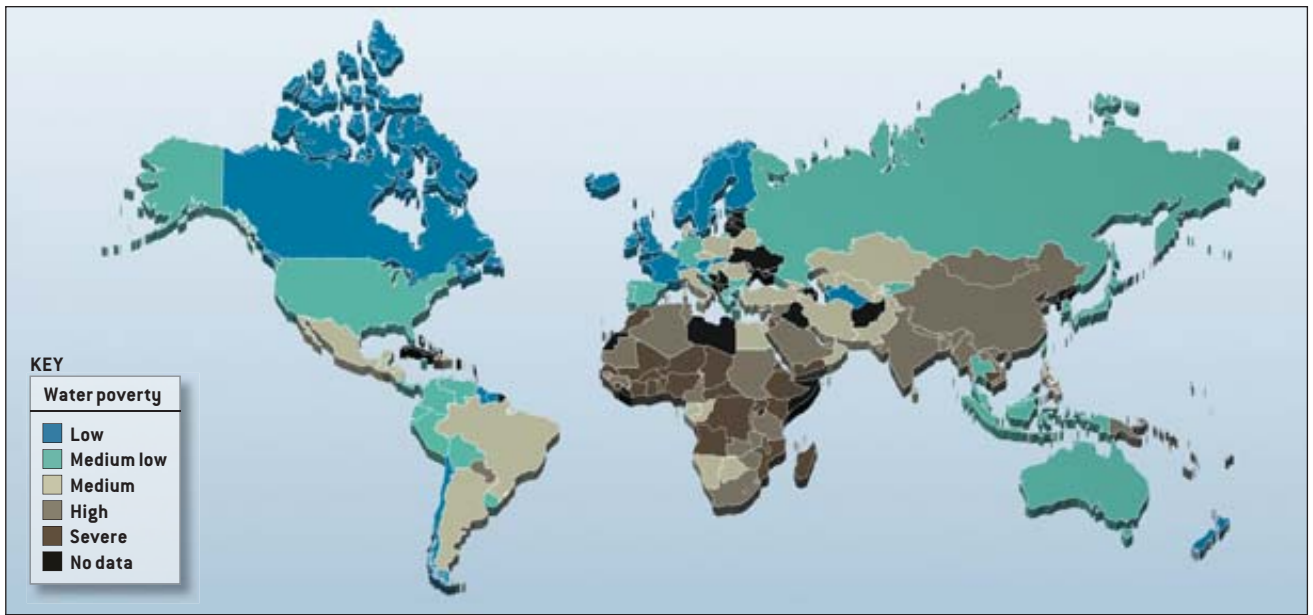 KEY
Water poverty
Low
Medium low
Medium
High
Severe
No data